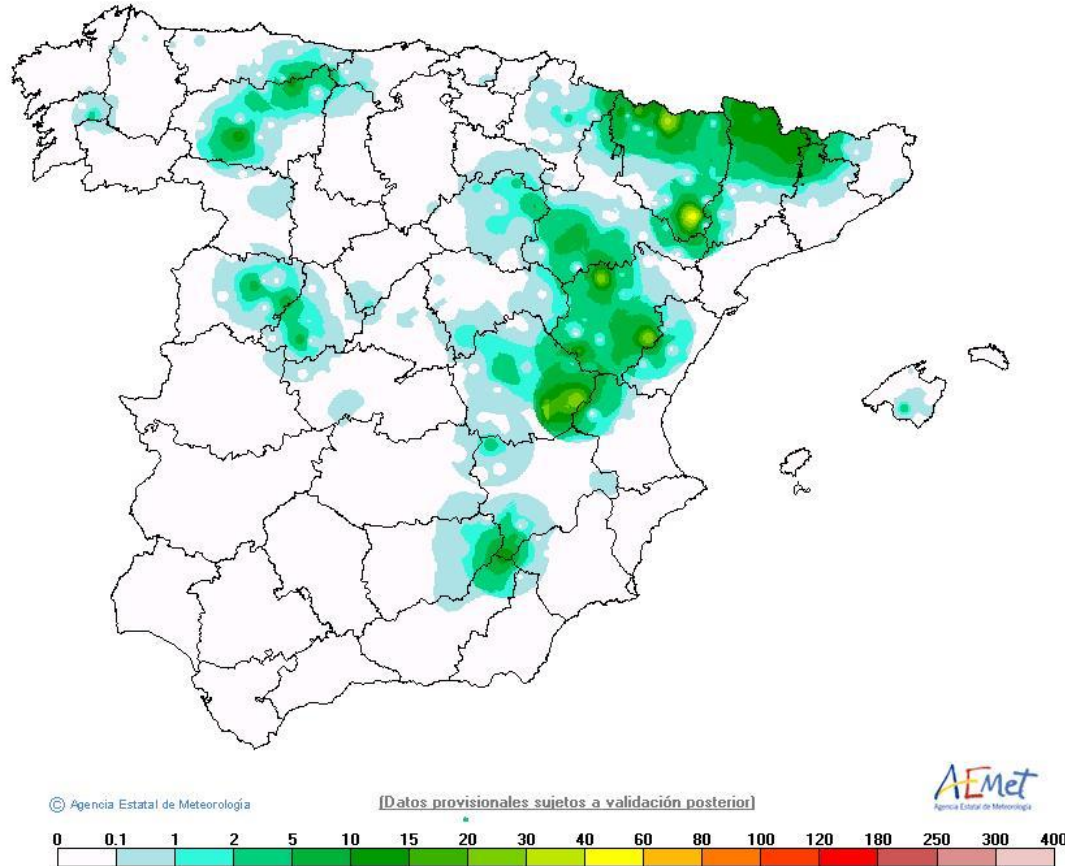 © Agencia Estatal de Meteorología
(Datos provisionales sujetos a validación posterior)
AEMet
Agencia Estatal de Meteorología
0 0.1 1 2 5 10 15 20 30 40 60 80 100 120 180 250 300 400